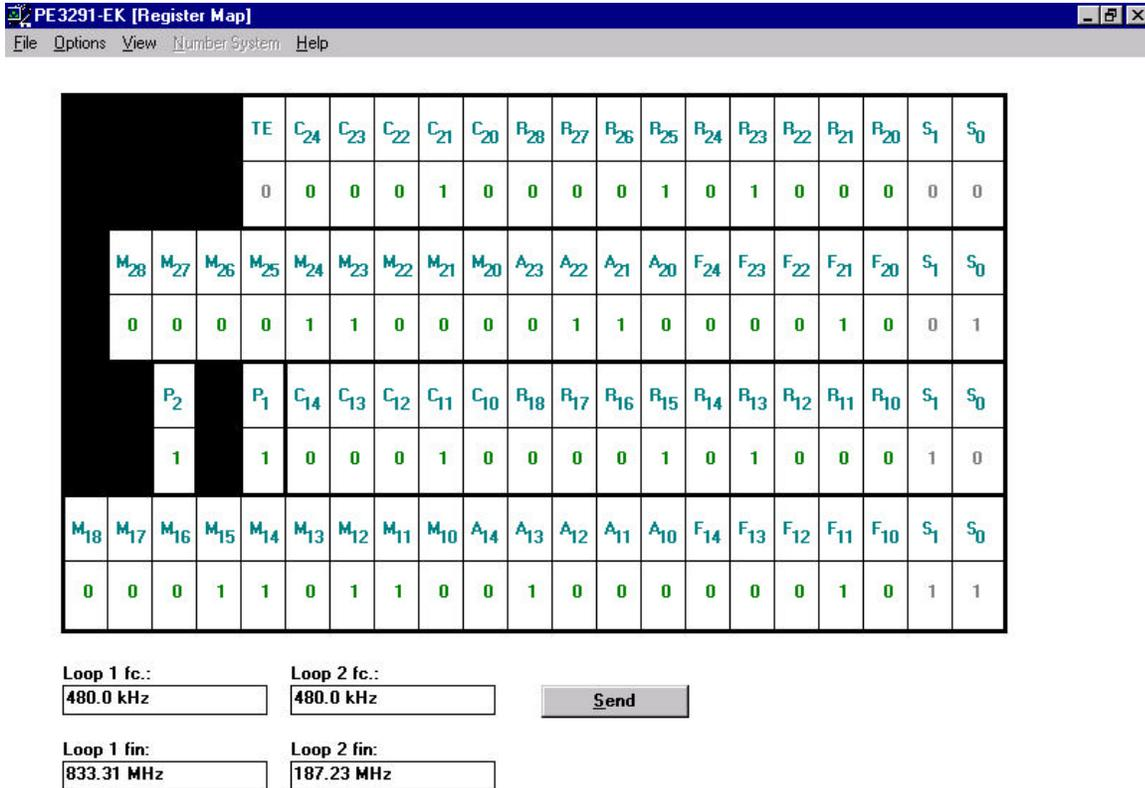 PE3291-EK [Register Map]
File Options View Number System Help
TE C24 C23 C22 C21 C20 R28 R27 R26 R25 R24 R23 R22 R21 R20 S1 S0
0 0 0 0 1 0 0 0 0 1 0 1 0 0 0 0 0
M28 M27 M26 M25 M24 M23 M22 M21 M20 A23 A22 A21 A20 F24 F23 F22 F21 F20 S1 S0
0 0 0 0 1 1 0 0 0 0 1 1 0 0 0 0 1 0 0 1
P2 P1 C14 C13 C12 C11 C10 R18 R17 R16 R15 R14 R13 R12 R11 R10 S1 S0
1 1 0 0 0 1 0 0 0 0 1 0 1 0 0 0 1 0
M18 M17 M16 M15 M14 M13 M12 M11 M10 A14 A13 A12 A11 A10 F14 F13 F12 F11 F10 S1 S0
0 0 0 1 1 0 1 1 0 0 1 0 0 0 0 0 0 1 0 1 1
Loop 1 fc.: Loop 2 fc.:
480.0 kHz 480.0 kHz Send
Loop 1 fin: Loop 2 fin:
833.31 MHz 187.23 MHz